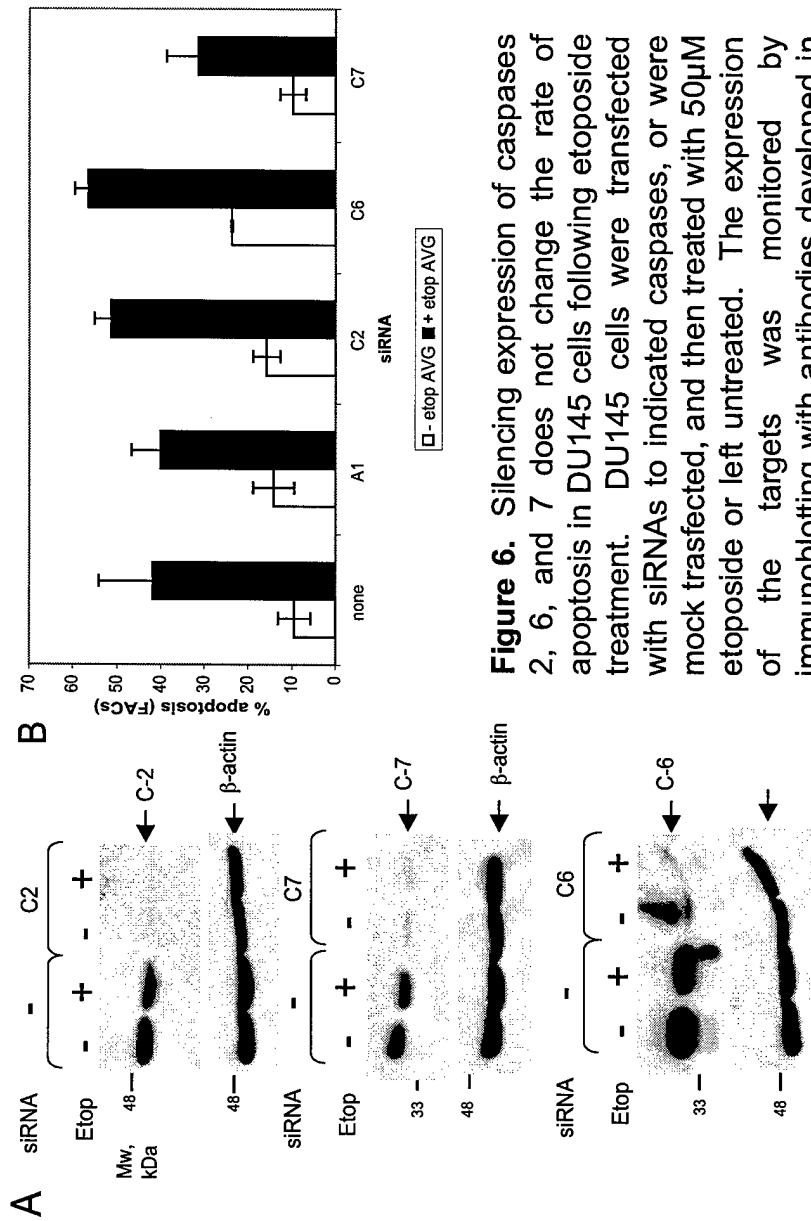 A
siRNA
-
C2
Etop
- + - +
Mw,
kDa
48
C-2
48
β-actin
siRNA
-
C7
Etop
- + - +
33
C-7
48
β-actin
siRNA
-
C6
Etop
- + - +
33
C-6
48
B
% apoptosis (FACs)
70
60
50
40
30
20
10
0
none A1 C2 C6 C7
siRNA
- etop AVG + etop AVG
Figure 6. Silencing expression of caspases
2, 6, and 7 does not change the rate of
apoptosis in DU145 cells following etoposide
treatment. DU145 cells were transfected
with siRNAs to indicated caspases, or were
mock trasfected, and then treated with 50µM
etoposide or left untreated. The expression
of the targets was monitored by
immunoblotting with antibodies developed in